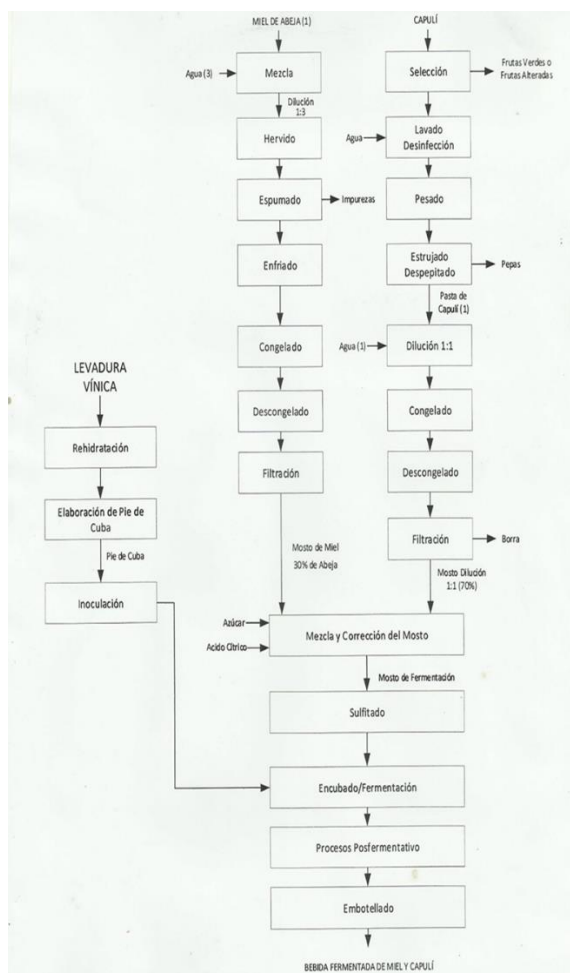 MIEL DE ABEJA (1)
CAPULÍ
Agua (3)
Mezcla
Dilución
1:3
Hervido
Espumado
Impurezas
Enfriado
Congelado
Descongelado
Filtración
Mosto de Miel
30% de Abeja
Selección
Frutas Verdes o
Frutas Alteradas
Agua
Lavado
Desinfección
Pesado
Estrujado
Despepitado
Pepas
Pasta de
Capulí (1)
Agua (1)
Dilución 1:1
Congelado
Descongelado
Filtración
Borra
Mosto Dilución
1:1 (70%)
LEVADURA
VÍNICA
Rehidratación
Elaboración de Pie de
Cuba
Pie de Cuba
Inoculación
Azúcar
Acido Cítrico
Mezcla y Corrección del Mosto
Mosto de Fermentación
Sulfitado
Encubado/Fermentación
Procesos Posfermentativo
Embotellado
BEBIDA FERMENTADA DE MIEL Y CAPULÍ